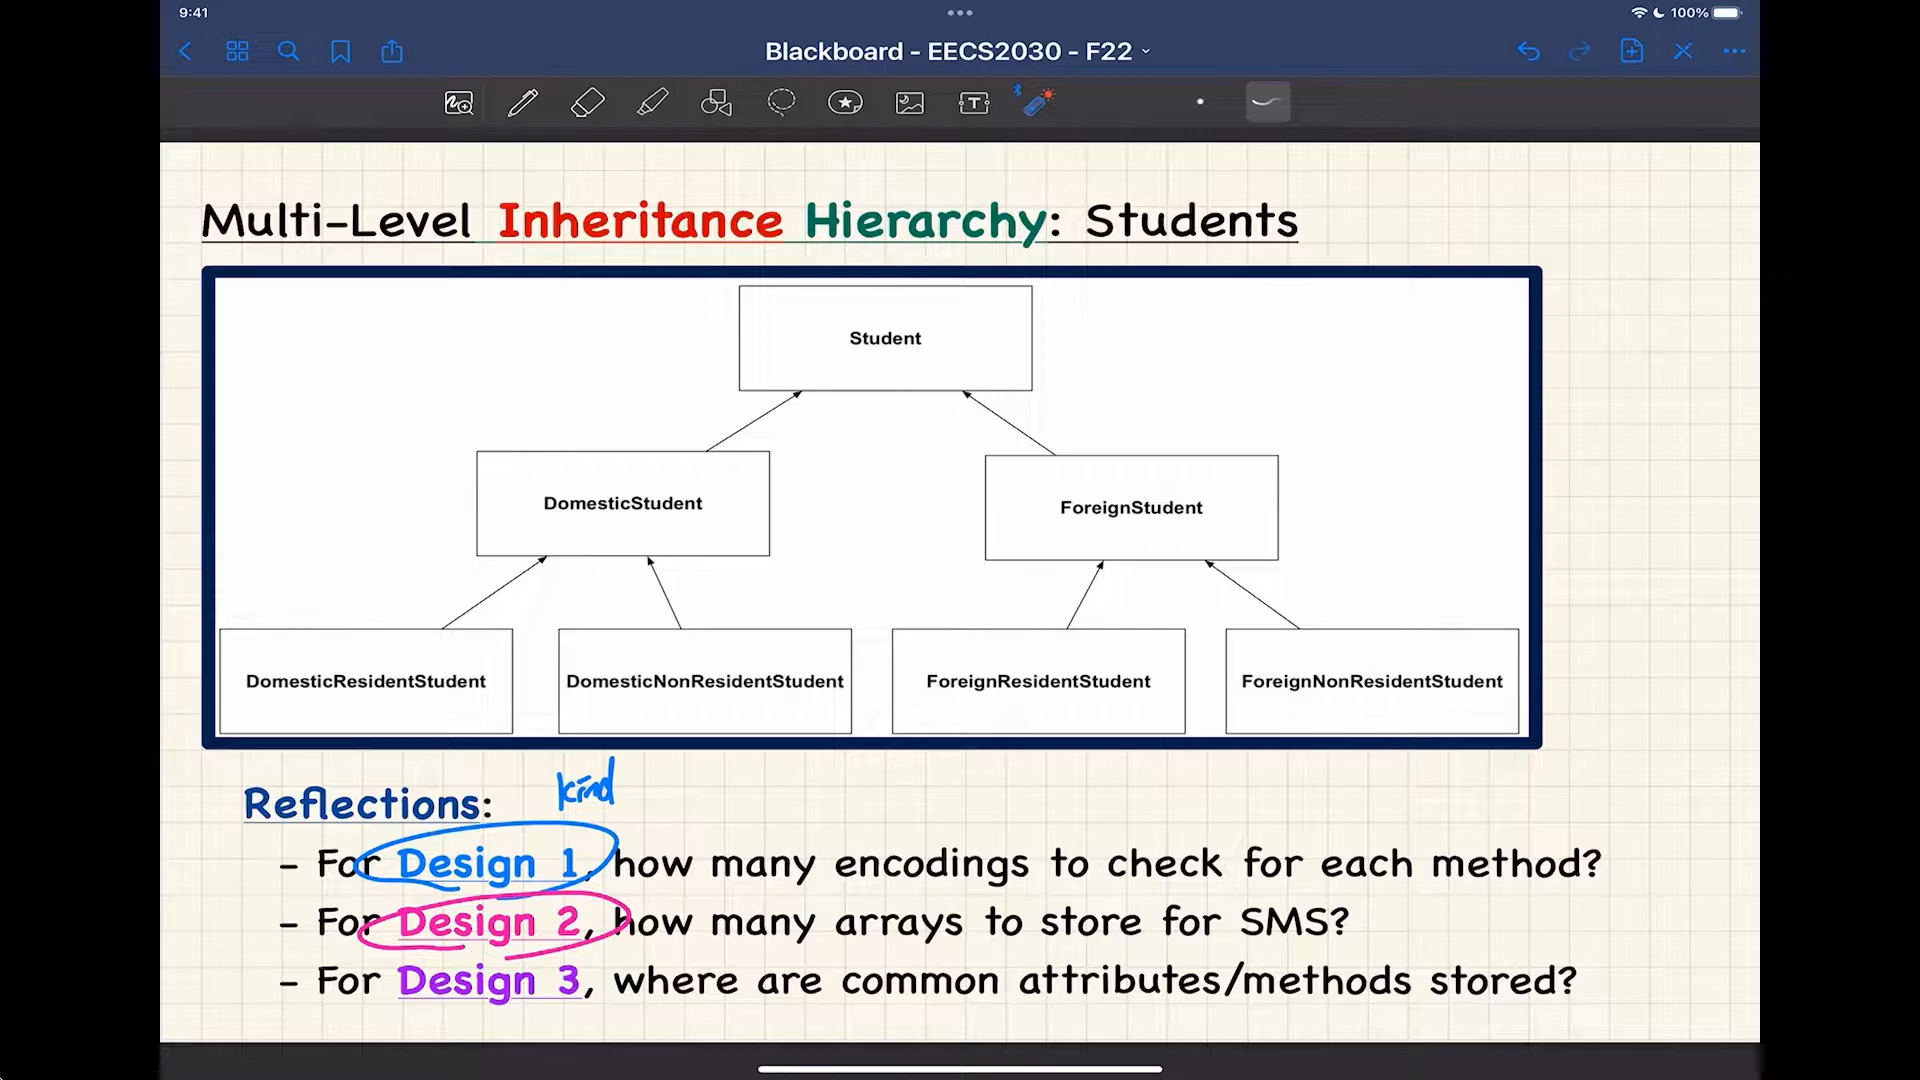 9:41
100%
Blackboard - EECS2030 - F22
Multi-Level Inheritance Hierarchy: Students
Student
DomesticStudent
ForeignStudent
DomesticResidentStudent
DomesticNonResidentStudent
ForeignResidentStudent
ForeignNonResidentStudent
kind
Reflections:
- For Design 1, how many encodings to check for each method?
- For Design 2, how many arrays to store for SMS?
- For Design 3, where are common attributes/methods stored?